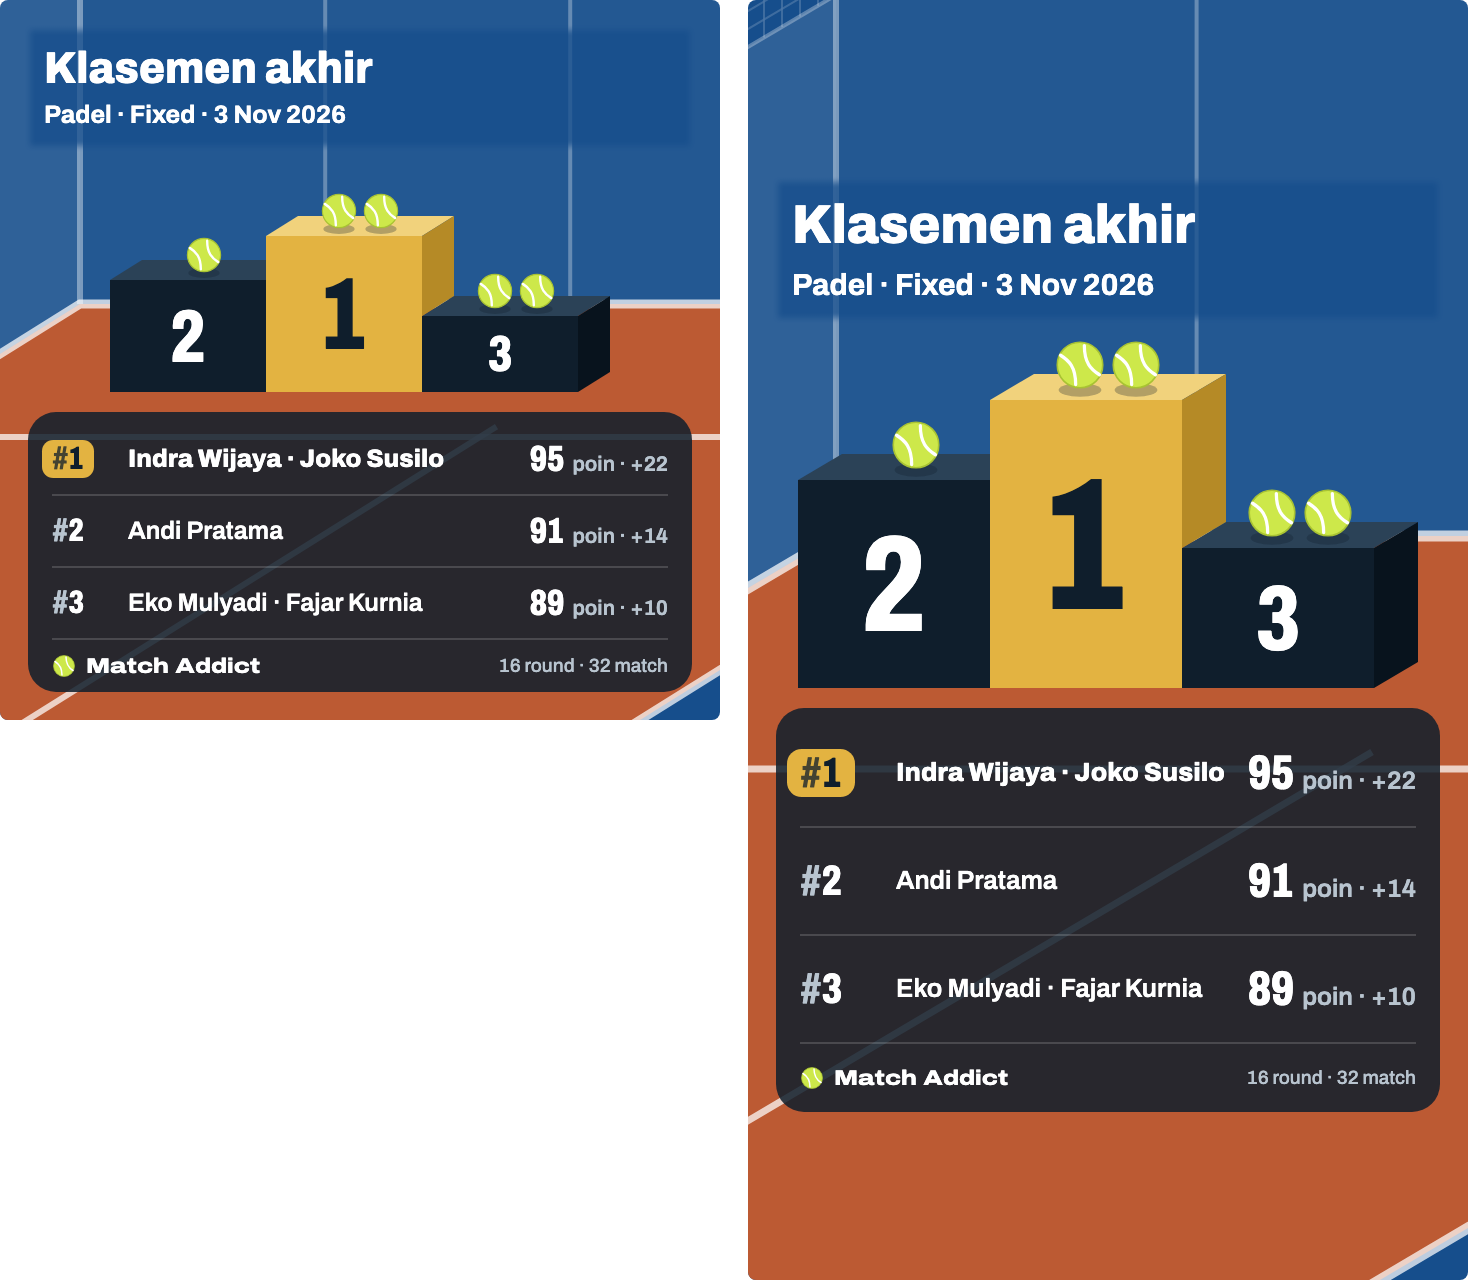 Klasemen akhir
Padel · Fixed · 3 Nov 2026
2
1
3
#1 Indra Wijaya · Joko Susilo 95 poin · +22
#2 Andi Pratama 91 poin · +14
#3 Eko Mulyadi · Fajar Kurnia 89 poin · +10
Match Addict 16 round · 32 match
Klasemen akhir
Padel · Fixed · 3 Nov 2026
2
1
3
#1 Indra Wijaya · Joko Susilo 95 poin · +22
#2 Andi Pratama 91 poin · +14
#3 Eko Mulyadi · Fajar Kurnia 89 poin · +10
Match Addict 16 round · 32 match